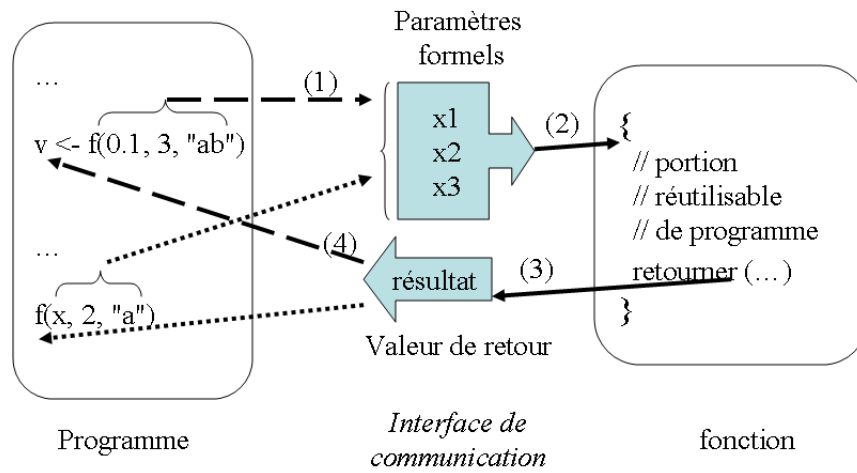 Paramètres
formels
...
(1)
v <- f(0.1, 3, "ab")
x1
x2
x3
(2)
{
// portion
// réutilisable
// de programme
retourner (...)
}
...
(4)
résultat
(3)
f(x, 2, "a")
Valeur de retour
Programme
Interface de
communication
fonction